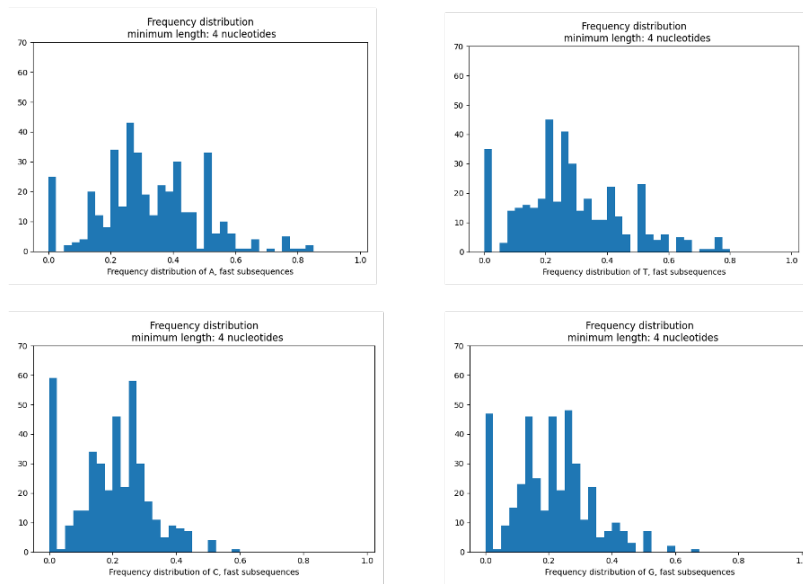 Frequency distribution
minimum length: 4 nucleotides
70
60
50
40
30
20
10
0
0.0 0.2 0.4 0.6 0.8 1.0
Frequency distribution of A, fast subsequences
Frequency distribution
minimum length: 4 nucleotides
70
60
50
40
30
20
10
0
0.0 0.2 0.4 0.6 0.8 1.0
Frequency distribution of T, fast subsequences
Frequency distribution
minimum length: 4 nucleotides
70
60
50
40
30
20
10
0
0.0 0.2 0.4 0.6 0.8 1.0
Frequency distribution of C, fast subsequences
Frequency distribution
minimum length: 4 nucleotides
70
60
50
40
30
20
10
0
0.0 0.2 0.4 0.6 0.8 1.0
Frequency distribution of G, fast subsequences